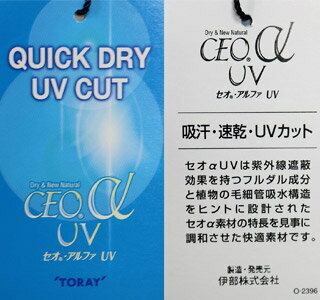 QUICK DRY
UV CUT
Dry & New Natural
CEO α
UV
セオ®・アルファ UV
"TORAY"
Dry & New Natural
CEO α
UV
セオ®・アルファ UV
吸汗・速乾・UVカット
セオαUVは紫外線遮蔽
効果を持つフルダル成分
と植物の毛細管吸水構造
をヒントに設計された
セオα素材の特長を見事に
調和させた快適素材です。
製造・発売元
伊部株式会社
O-2396